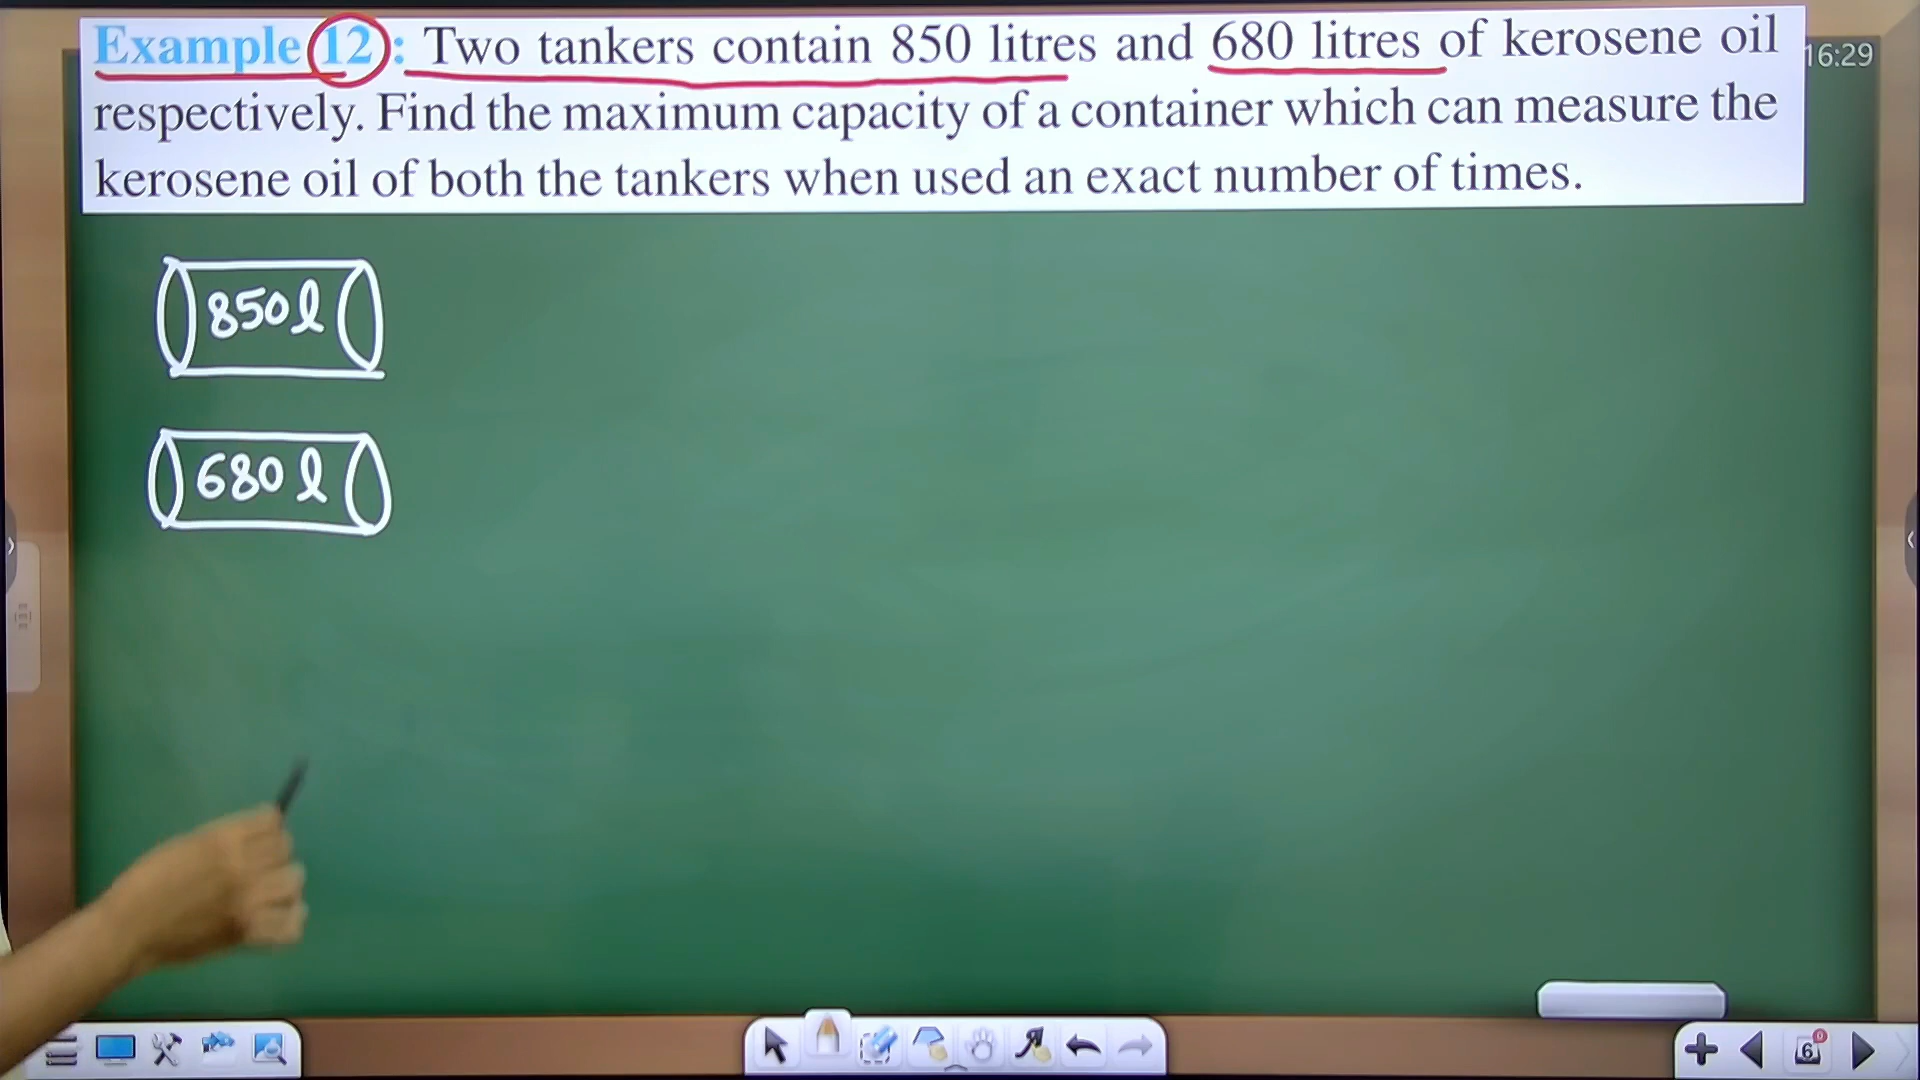 Example 12: Two tankers contain 850 litres and 680 litres of kerosene oil
respectively. Find the maximum capacity of a container which can measure the
kerosene oil of both the tankers when used an exact number of times.
16:29
850 l
680 l
6